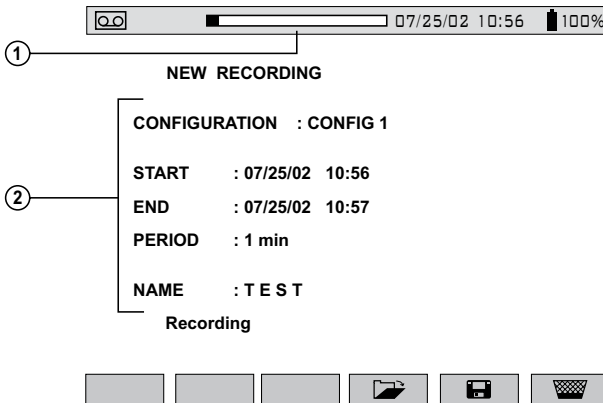 07/25/02 10:56 100%
1
NEW RECORDING
CONFIGURATION : CONFIG 1
START : 07/25/02 10:56
2
END : 07/25/02 10:57
PERIOD : 1 min
NAME : T E S T
Recording